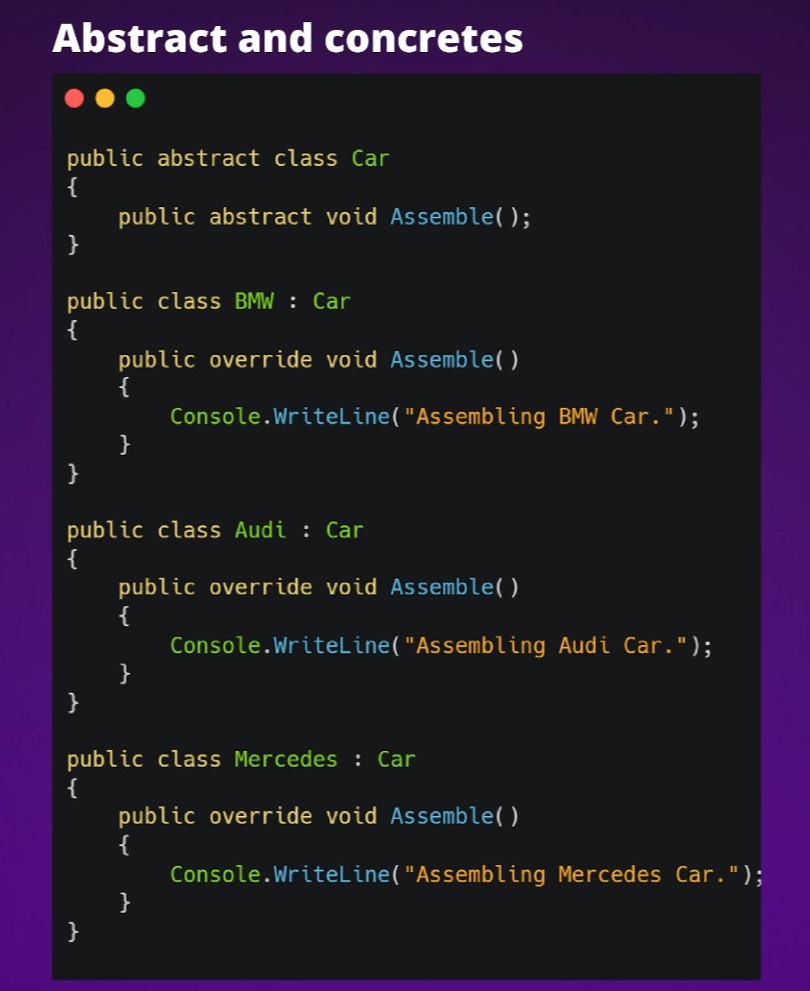 Abstract and concretes
public abstract class Car
{
    public abstract void Assemble();
}
public class BMW : Car
{
    public override void Assemble()
    {
        Console.WriteLine("Assembling BMW Car.");
    }
}
public class Audi : Car
{
    public override void Assemble()
    {
        Console.WriteLine("Assembling Audi Car.");
    }
}
public class Mercedes : Car
{
    public override void Assemble()
    {
        Console.WriteLine("Assembling Mercedes Car.");
    }
}